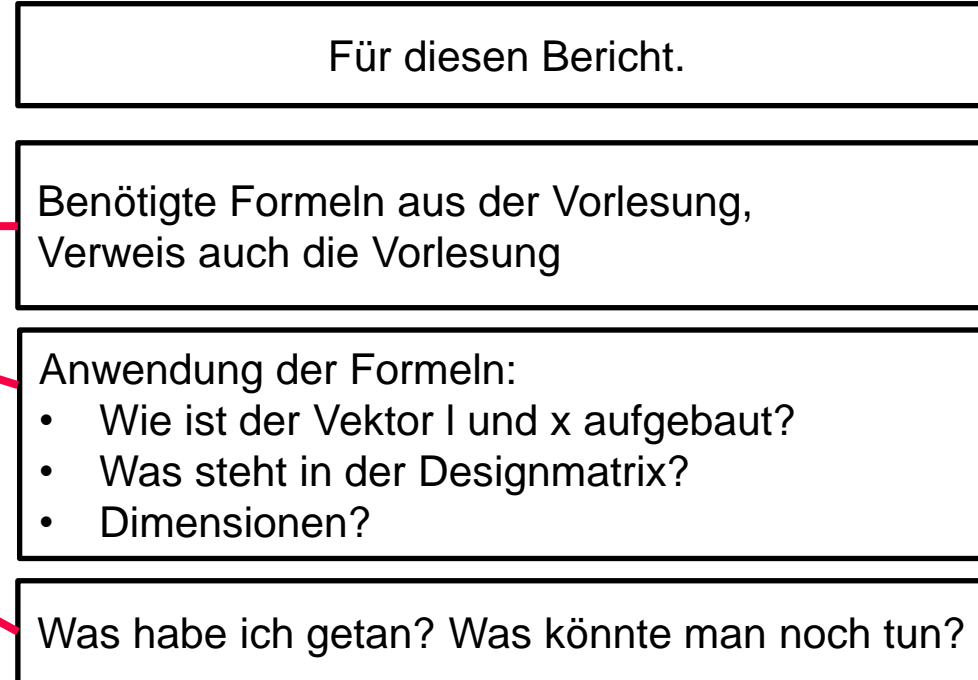 Für diesen Bericht.
Benötigte Formeln aus der Vorlesung,
Verweis auch die Vorlesung
Anwendung der Formeln:
• Wie ist der Vektor l und x aufgebaut?
• Was steht in der Designmatrix?
• Dimensionen?
Was habe ich getan? Was könnte man noch tun?